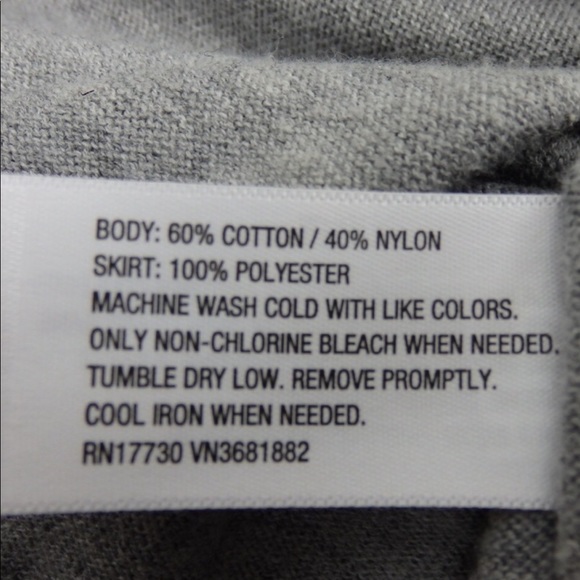 BODY: 60% COTTON / 40% NYLON
SKIRT: 100% POLYESTER
MACHINE WASH COLD WITH LIKE COLORS.
ONLY NON-CHLORINE BLEACH WHEN NEEDED.
TUMBLE DRY LOW. REMOVE PROMPTLY.
COOL IRON WHEN NEEDED.
RN17730 VN3681882